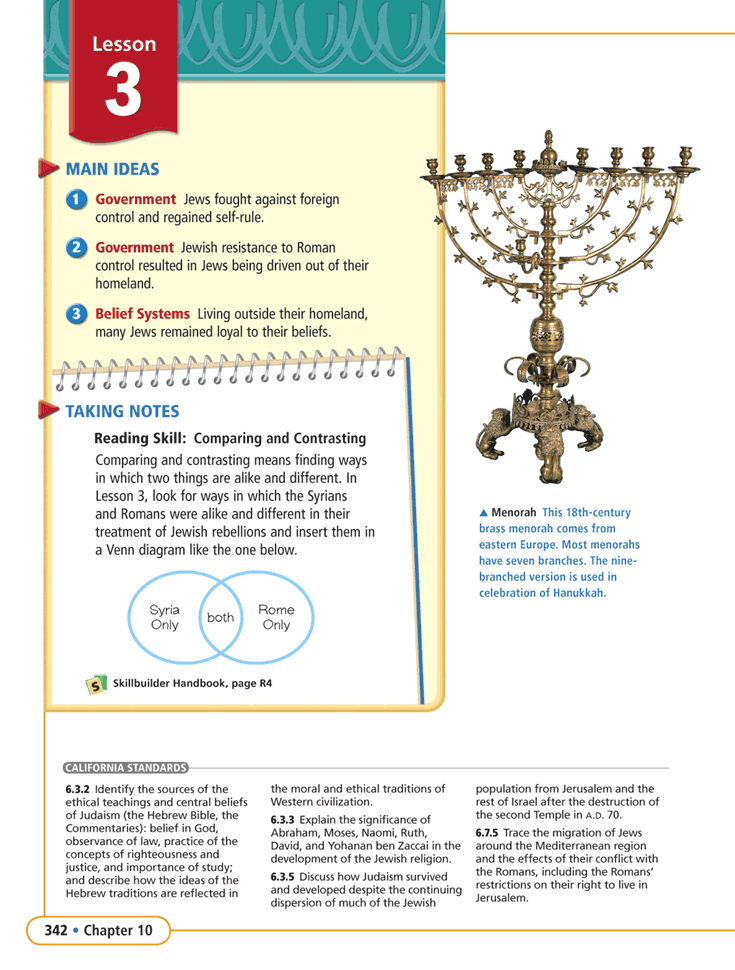 Lesson
3
MAIN IDEAS
1 Government Jews fought against foreign
control and regained self-rule.
2 Government Jewish resistance to Roman
control resulted in Jews being driven out of their
homeland.
3 Belief Systems Living outside their homeland,
many Jews remained loyal to their beliefs.
TAKING NOTES
Reading Skill: Comparing and Contrasting
Comparing and contrasting means finding ways
in which two things are alike and different. In
Lesson 3, look for ways in which the Syrians
and Romans were alike and different in their
treatment of Jewish rebellions and insert them in
a Venn diagram like the one below.
Syria
Only
both
Rome
Only
S
Skillbuilder Handbook, page R4
▲ Menorah This 18th-century
brass menorah comes from
eastern Europe. Most menorahs
have seven branches. The nine-
branched version is used in
celebration of Hanukkah.
CALIFORNIA STANDARDS
6.3.2 Identify the sources of the
ethical teachings and central beliefs
of Judaism (the Hebrew Bible, the
Commentaries): belief in God,
observance of law, practice of the
concepts of righteousness and
justice, and importance of study;
and describe how the ideas of the
Hebrew traditions are reflected in
the moral and ethical traditions of
Western civilization.
6.3.3 Explain the significance of
Abraham, Moses, Naomi, Ruth,
David, and Yohanan ben Zaccai in the
development of the Jewish religion.
6.3.5 Discuss how Judaism survived
and developed despite the continuing
dispersion of much of the Jewish
population from Jerusalem and the
rest of Israel after the destruction of
the second Temple in A.D. 70.
6.7.5 Trace the migration of Jews
around the Mediterranean region
and the effects of their conflict with
the Romans, including the Romans'
restrictions on their right to live in
Jerusalem.
342 • Chapter 10